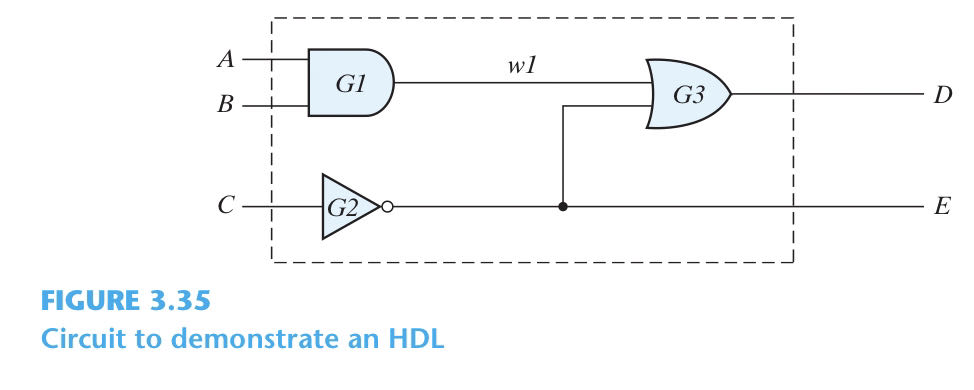 A
G1
w1
G3
D
B
C
G2
E
FIGURE 3.35
Circuit to demonstrate an HDL